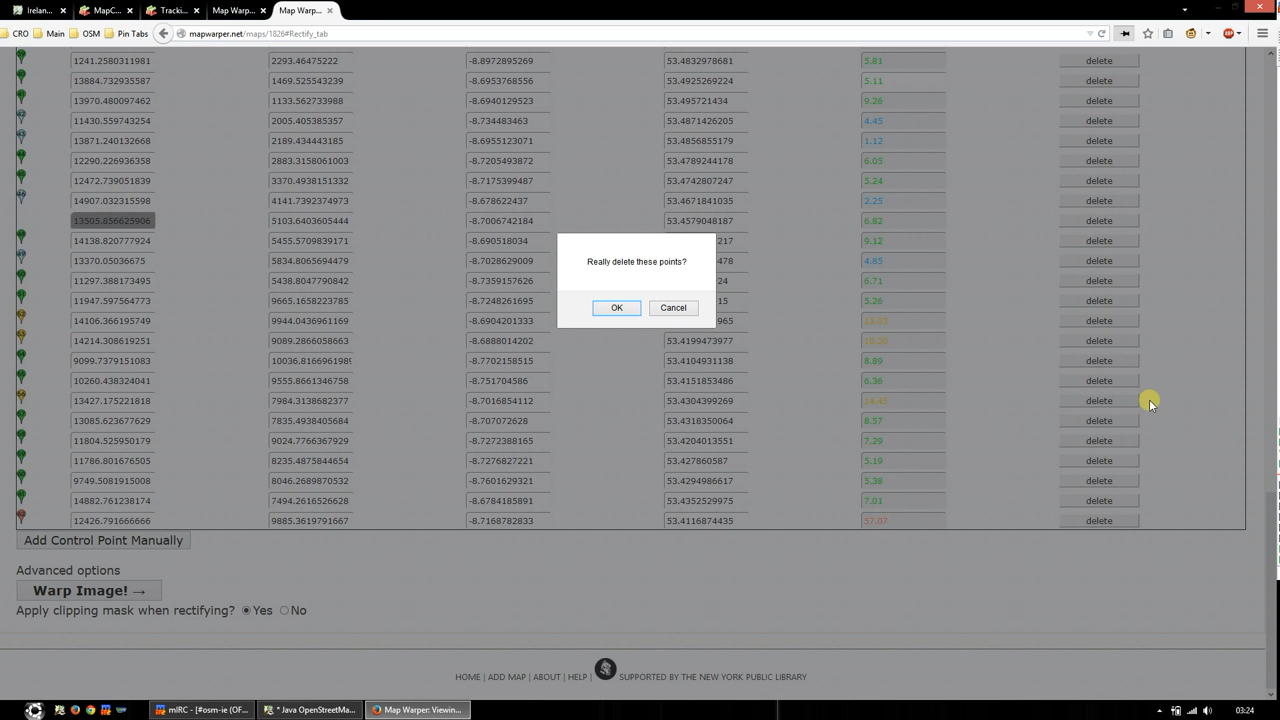 Irelan... MapC... Tracki... Map Warp... Map Warp...
mapwarper.net/maps/1826#Rectify_tab
CRO Main OSM Pin Tabs
1241.2580311981 2293.46475222 -8.8972895269 53.4832978681 5.81 delete
13884.732935587 1469.525543239 -8.6953768556 53.4925269224 5.11 delete
13970.480097462 1133.562733988 -8.6940129523 53.495721434 9.26 delete
11430.559743254 2005.405385357 -8.734483463 53.4871426205 4.45 delete
13871.240132668 2189.434443185 -8.6955123071 53.4856855179 1.12 delete
12290.226936358 2883.3158061003 -8.7205493872 53.4789244178 6.05 delete
12472.739051839 3370.4938151332 -8.7175399487 53.4742807247 5.24 delete
14907.032315598 4141.7392374973 -8.678622437 53.4671841035 2.25 delete
13505.856625906 5103.6403605444 -8.7006742184 53.4579048187 6.82 delete
14138.820777924 5455.5709839171 -8.690518034 217 9.12 delete
13370.05036675 5834.8065694479 -8.7028629009 478 4.85 delete
11297.388173495 5438.8047790842 -8.7359157626 24 6.71 delete
11947.597564773 9665.1658223785 -8.7248261695 15 5.26 delete
14106.366195749 9944.0436961169 -8.6904201333 965 delete
14214.308619251 9089.2866058663 -8.6888014202 53.4199473977 delete
9099.7379151083 10036.816696198 -8.7702158515 53.4104931138 8.89 delete
10260.438324041 9555.8661346758 -8.751704586 53.4151853486 6.36 delete
13427.175221818 7984.3138682377 -8.7016854112 53.4304399269 14.45 delete
13085.623677629 7835.4938405684 -8.707072628 53.4318350064 8.57 delete
11804.525950179 9024.7766367929 -8.7272388165 53.4204013551 7.29 delete
11786.801676505 8235.4875844654 -8.7276827221 53.427860587 5.19 delete
9749.5081915008 8046.2689870532 -8.7601629321 53.4294986617 5.38 delete
14882.761238174 7494.2616526628 -8.6784185891 53.4352529975 7.01 delete
12426.791666666 9885.3619791667 -8.7168782833 53.4116874435 57.07 delete
Really delete these points?
OK Cancel
Add Control Point Manually
Advanced options
Warp Image! →
Apply clipping mask when rectifying? Yes No
HOME | ADD MAP | ABOUT | HELP | SUPPORTED BY THE NEW YORK PUBLIC LIBRARY
mIRC - [#osm-ie (OF... * Java OpenStreetMa... Map Warper: Viewin... 03:24